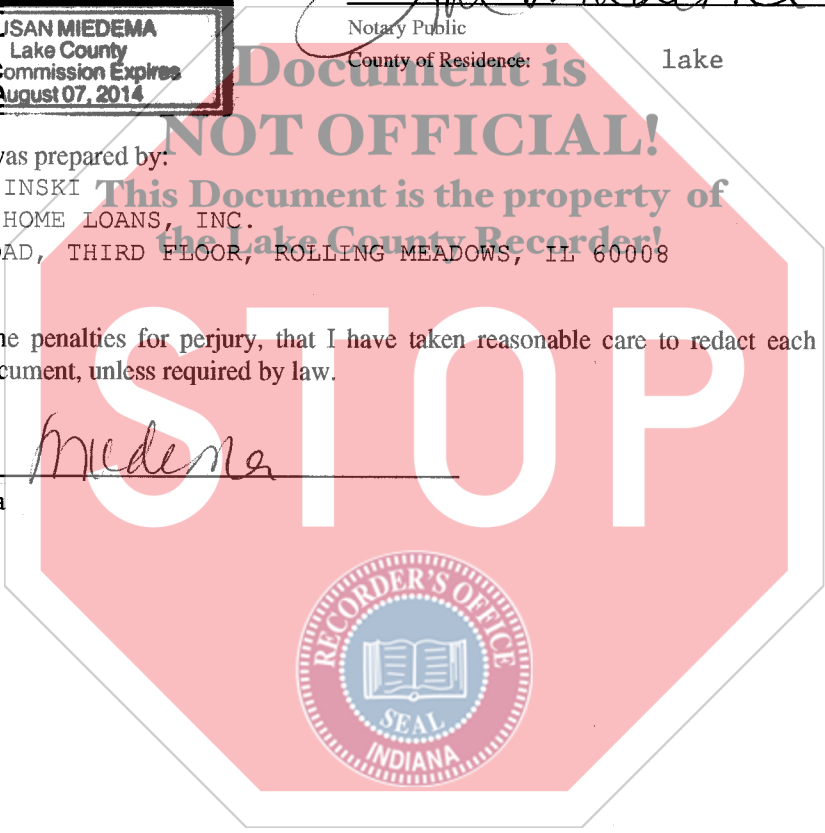 USAN MIEDEMA
Lake County
ommission Expires
August 07, 2014
Notary Public
County of Residence: lake
Document is
NOT OFFICIAL!
This Document is the property of
the Lake County Recorder!
was prepared by:
INSKI
HOME LOANS, INC.
OAD, THIRD FLOOR, ROLLING MEADOWS, IL 60008
he penalties for perjury, that I have taken reasonable care to redact each
ocument, unless required by law.
STOP
Miedema
a
RECORDER'S OFFICE
SEAL
INDIANA